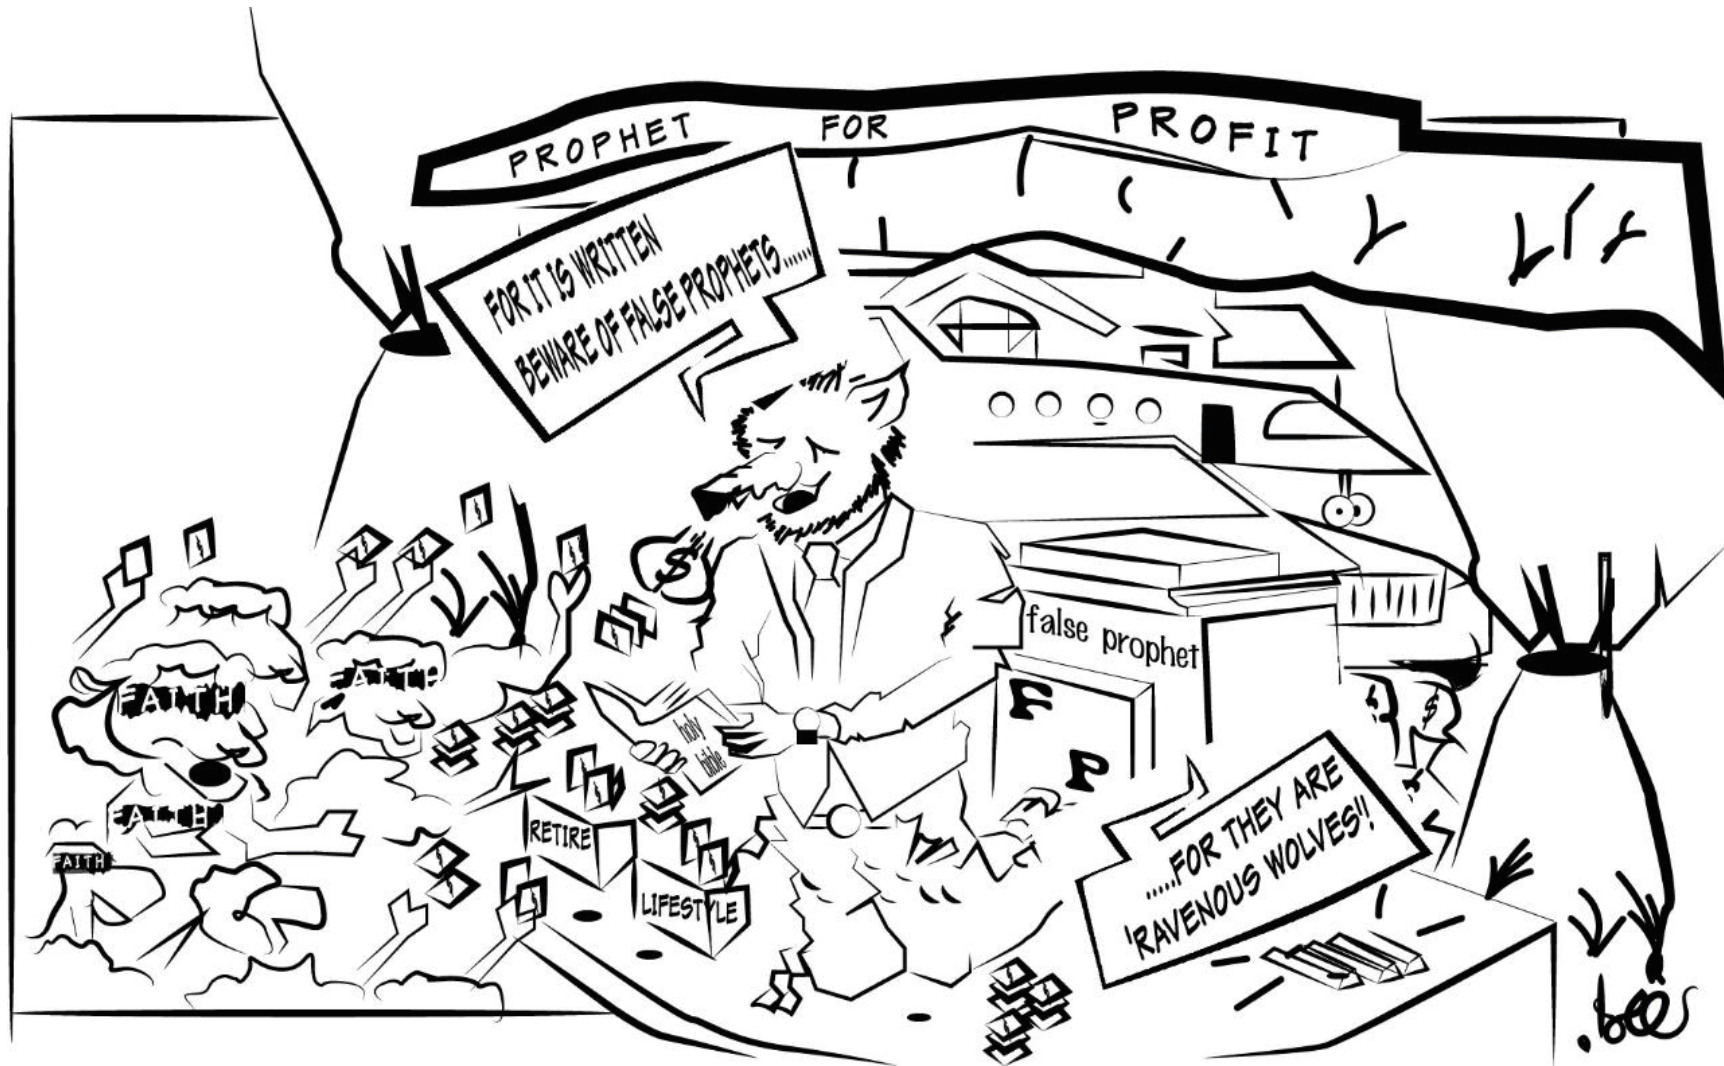 PROPHET FOR PROFIT
FOR IT IS WRITTEN
BEWARE OF FALSE PROPHETS......
$
false prophet
F
P
$
FAITH
FAITH
FAITH
FAITH
holy
bible
RETIRE
LIFESTYLE
.....FOR THEY ARE
'RAVENOUS WOLVES'!
.bee